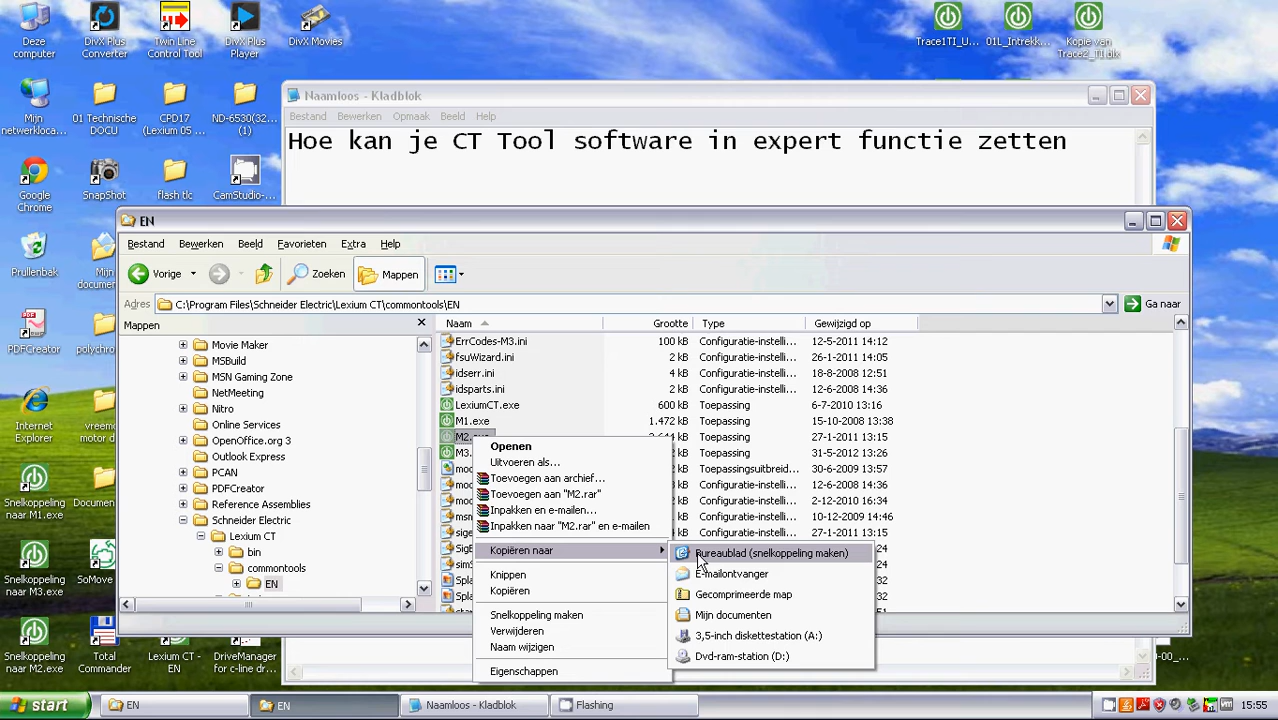 Deze
computer
DivX Plus
Converter
Twin Line
Control Tool
DivX Plus
Player
DivX Movies
Trace1TI_U...
01L_Intrekk...
Kopie van
Trace2_TI.blx
Mijn
netwerkloca...
01 Technische
DOCU
CPD17
(Lexium 05 ...
ND-6530(32...
(1)
Google
Chrome
SnapShot
flash tlc
CamStudio-...
Prullenbak
Mijn
documen
PDFCreator
polychro
Internet
Explorer
vreem
motor d
Snelkoppeling
naar M1.exe
Documen
Snelkoppeling
naar M3.exe
SoMove
Snelkoppeling
naar M2.exe
Total
Commander
Lexium CT -
EN
DriveManager
for c-line dr...
Naamloos - Kladblok
Bestand Bewerken Opmaak Beeld Help
Hoe kan je CT Tool software in expert functie zetten
EN
Bestand Bewerken Beeld Favorieten Extra Help
Vorige Zoeken Mappen
Adres C:\Program Files\Schneider Electric\Lexium CT\commontools\EN Ga naar
Mappen
Movie Maker
MSBuild
MSN Gaming Zone
NetMeeting
Nitro
Online Services
OpenOffice.org 3
Outlook Express
PCAN
PDFCreator
Reference Assemblies
Schneider Electric
Lexium CT
bin
commontools
EN
Naam Grootte Type Gewijzigd op
ErrCodes-M3.ini 100 kB Configuratie-instelli... 12-5-2011 14:12
fsuWizard.ini 2 kB Configuratie-instelli... 26-1-2011 14:05
idserr.ini 4 kB Configuratie-instelli... 18-8-2008 12:51
idsparts.ini 2 kB Configuratie-instelli... 12-6-2008 14:36
LexiumCT.exe 600 kB Toepassing 6-7-2010 13:16
M1.exe 1.472 kB Toepassing 15-10-2008 13:38
M2 Toepassing 27-1-2011 13:15
M3. Toepassing 31-5-2012 13:26
Toepassingsuitbreid... 30-6-2009 13:57
Configuratie-instelli... 12-6-2008 14:36
Configuratie-instelli... 2-12-2010 16:34
Configuratie-instelli... 10-12-2009 14:46
Configuratie-instelli... 27-1-2011 13:15
Openen
Uitvoeren als...
Toevoegen aan archief...
Toevoegen aan "M2.rar"
Inpakken en e-mailen...
Inpakken naar "M2.rar" en e-mailen
Kopiëren naar
Knippen
Kopiëren
Snelkoppeling maken
Verwijderen
Naam wijzigen
Eigenschappen
Bureaublad (snelkoppeling maken)
E-mailontvanger
Gecomprimeerde map
Mijn documenten
3,5-inch diskettestation (A:)
Dvd-ram-station (D:)
start EN EN Naamloos - Kladblok Flashing 15:55